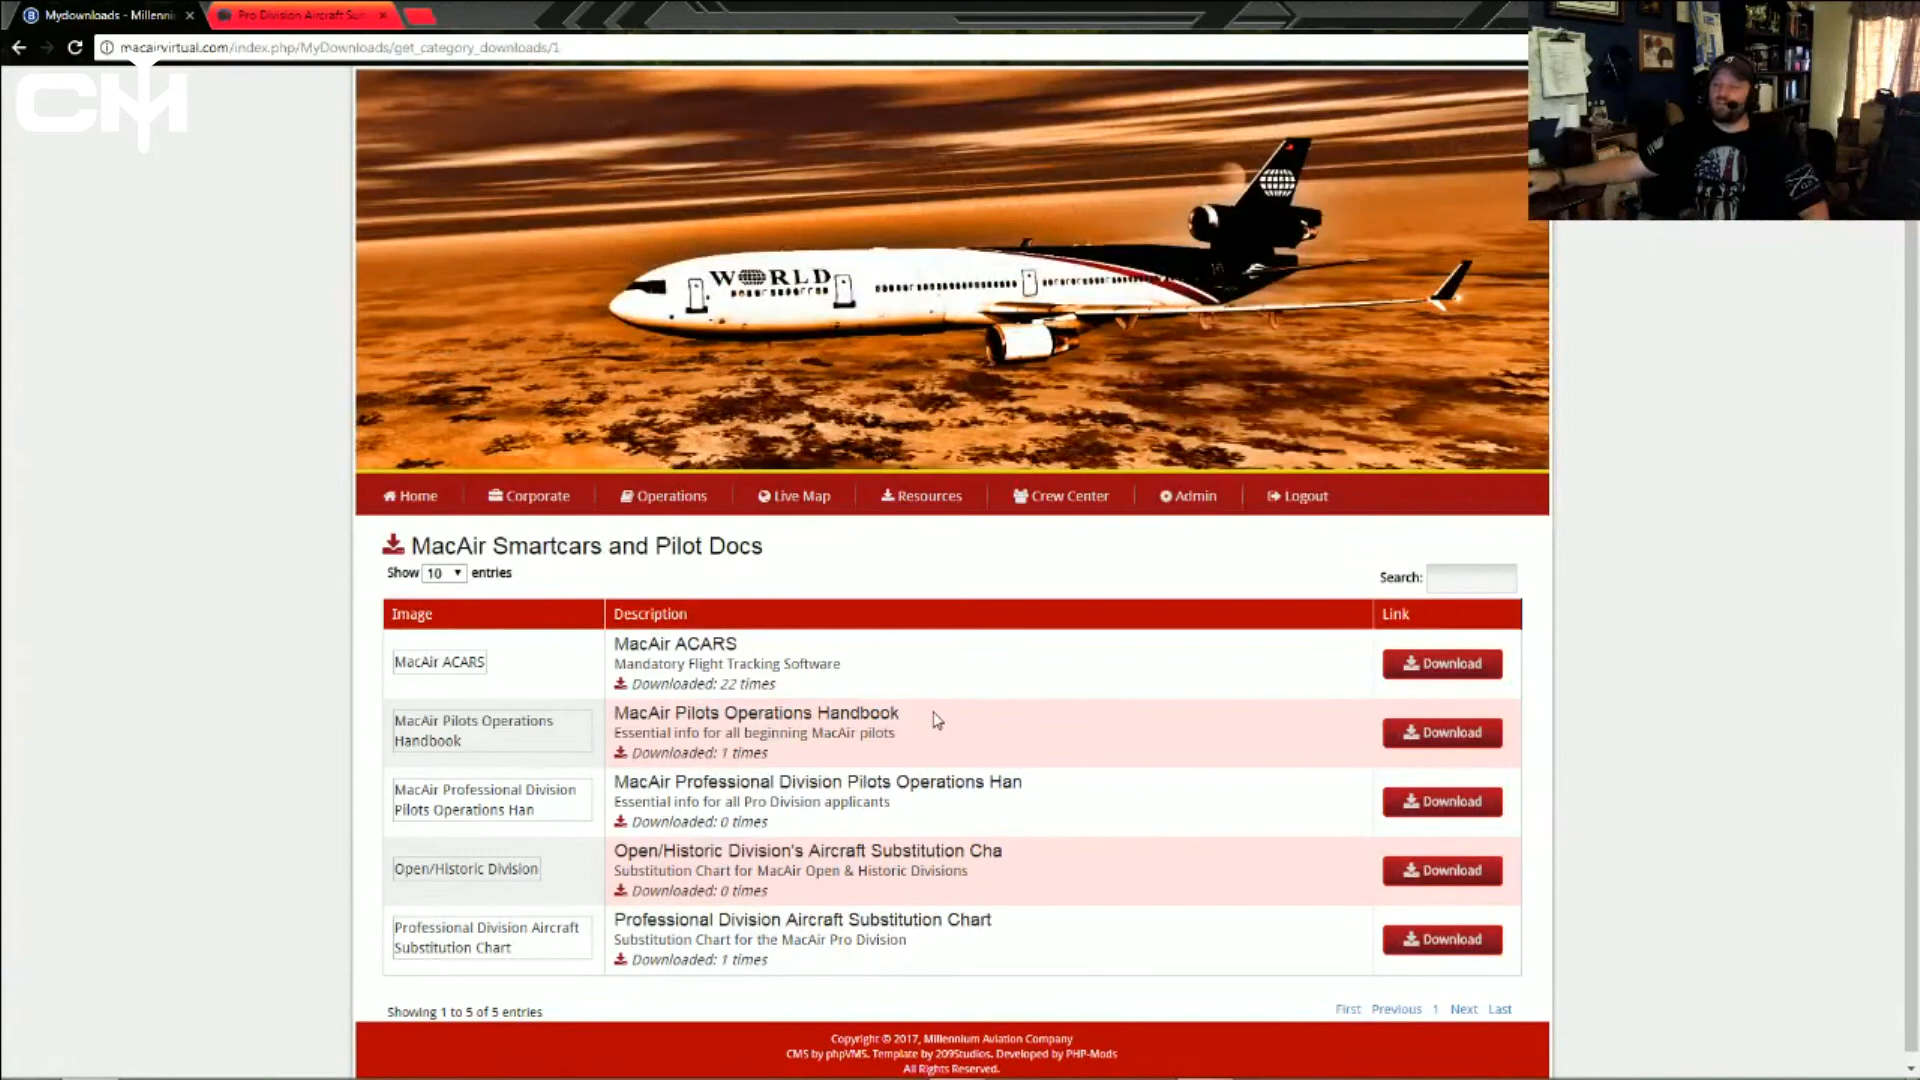 Mydownloads - Millenni
Pro Division Aircraft Sub
macairvirtual.com/index.php/MyDownloads/get_category_downloads/1
CM
WORLD
Home
Corporate
Operations
Live Map
Resources
Crew Center
Admin
Logout
MacAir Smartcars and Pilot Docs
Show 10 entries
Search:
Image
Description
Link
MacAir ACARS
MacAir ACARS
Mandatory Flight Tracking Software
Downloaded: 22 times
Download
MacAir Pilots Operations
Handbook
MacAir Pilots Operations Handbook
Essential info for all beginning MacAir pilots
Downloaded: 1 times
Download
MacAir Professional Division
Pilots Operations Han
MacAir Professional Division Pilots Operations Han
Essential info for all Pro Division applicants
Downloaded: 0 times
Download
Open/Historic Division
Open/Historic Division's Aircraft Substitution Cha
Substitution Chart for MacAir Open & Historic Divisions
Downloaded: 0 times
Download
Professional Division Aircraft
Substitution Chart
Professional Division Aircraft Substitution Chart
Substitution Chart for the MacAir Pro Division
Downloaded: 1 times
Download
Showing 1 to 5 of 5 entries
First Previous 1 Next Last
Copyright © 2017, Millennium Aviation Company
CMS by phpVMS. Template by 209Studios. Developed by PHP-Mods
All Rights Reserved.